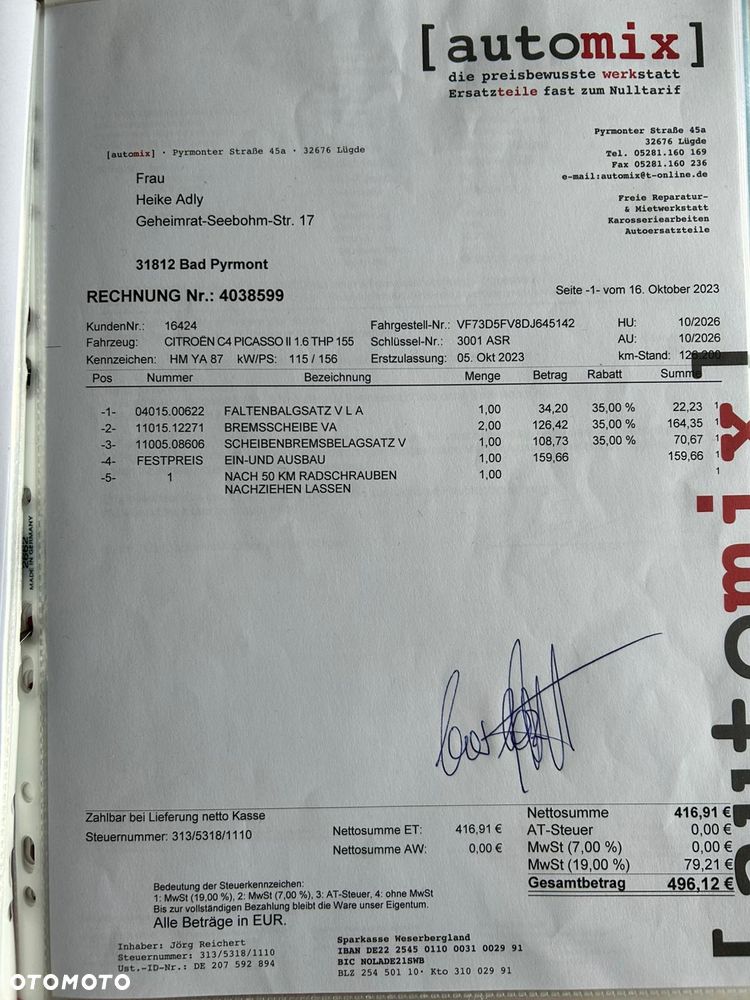 [automix]
die preisbewusste werkstatt
Ersatzteile fast zum Nulltarif
Pyrmonter Straße 45a
32676 Lügde
Tel. 05281.160 169
Fax 05281.160 236
e-mail:automix@t-online.de
Freie Reparatur-
& Mietwerkstatt
Karosseriearbeiten
Autoersatzteile
[automix] · Pyrmonter Straße 45a · 32676 Lügde
Frau
Heike Adly
Geheimrat-Seebohm-Str. 17
31812 Bad Pyrmont
RECHNUNG Nr.: 4038599
Seite -1- vom 16. Oktober 2023
KundenNr.: 16424 Fahrgestell-Nr.: VF73D5FV8DJ645142 HU: 10/2026
Fahrzeug: CITROËN C4 PICASSO II 1.6 THP 155 Schlüssel-Nr.: 3001 ASR AU: 10/2026
Kennzeichen: HM YA 87 kW/PS: 115 / 156 Erstzulassung: 05. Okt 2023 km-Stand: 126.200
Pos Nummer Bezeichnung Menge Betrag Rabatt Summe
-1- 04015.00622 FALTENBALGSATZ V L A 1,00 34,20 35,00 % 22,23 1
-2- 11015.12271 BREMSSCHEIBE VA 2,00 126,42 35,00 % 164,35 1
-3- 11005.08606 SCHEIBENBREMSBELAGSATZ V 1,00 108,73 35,00 % 70,67 1
-4- FESTPREIS EIN-UND AUSBAU 1,00 159,66 159,66 1
-5- 1 NACH 50 KM RADSCHRAUBEN 1,00 1
NACHZIEHEN LASSEN
2862
MADE IN GERMANY
[automix]
Zahlbar bei Lieferung netto Kasse
Steuernummer: 313/5318/1110
Nettosumme ET: 416,91 €
Nettosumme AW: 0,00 €
Nettosumme 416,91 €
AT-Steuer 0,00 €
MwSt (7,00 %) 0,00 €
MwSt (19,00 %) 79,21 €
Gesamtbetrag 496,12 €
Bedeutung der Steuerkennzeichen:
1: MwSt (19,00 %), 2: MwSt (7,00 %), 3: AT-Steuer, 4: ohne MwSt
Bis zur vollständigen Bezahlung bleibt die Ware unser Eigentum.
Alle Beträge in EUR.
Inhaber: Jörg Reichert
Steuernummer: 313/5318/1110
Ust.-ID-Nr.: DE 207 592 894
Sparkasse Weserbergland
IBAN DE22 2545 0110 0031 0029 91
BIC NOLADE21SWB
BLZ 254 501 10· Kto 310 029 91
OTOMOTO